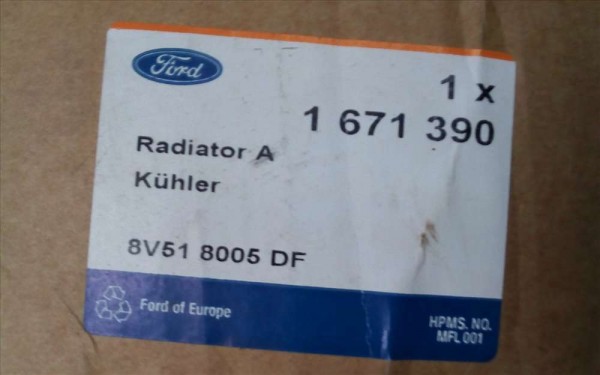 Ford
1 x
1 671 390
Radiator A
Kühler
8V51 8005 DF
Ford of Europe
HPMS. NO.
MFL 001